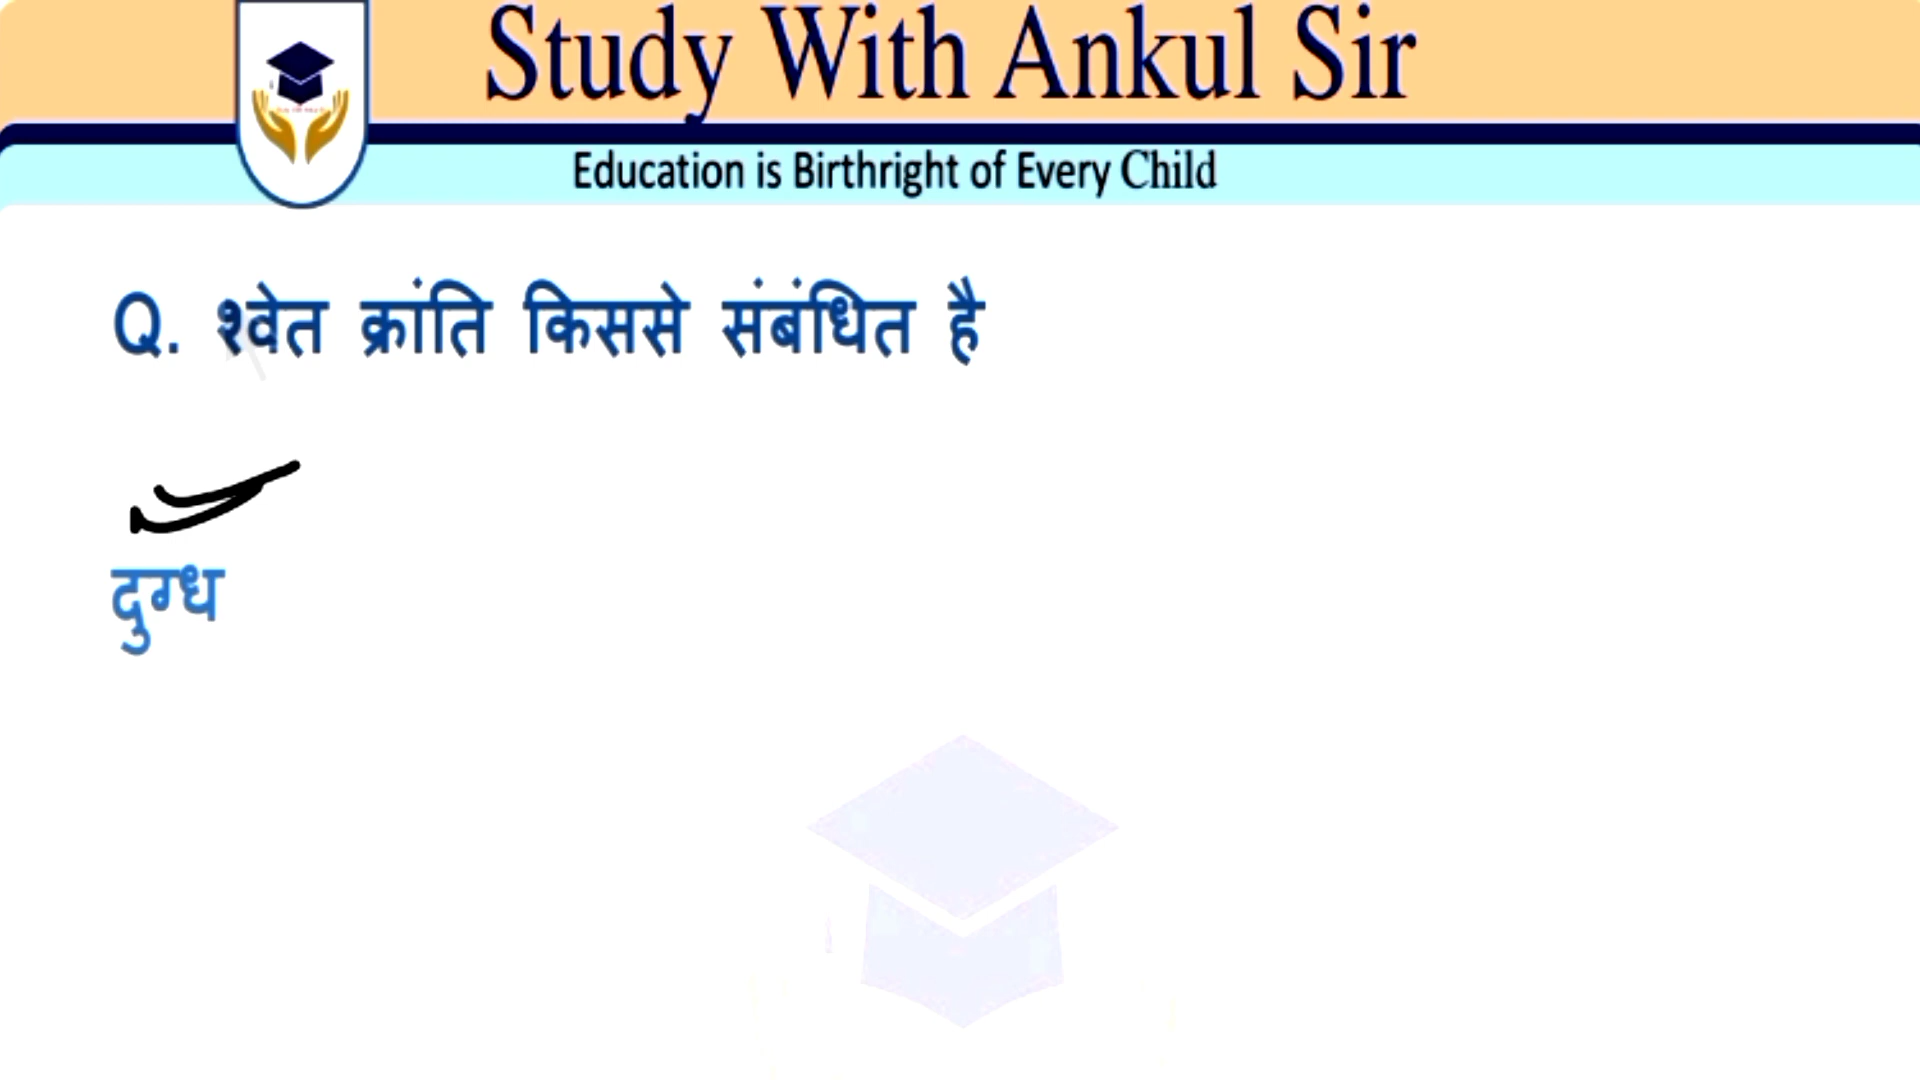 Study With Ankul Sir
Education is Birthright of Every Child
Q. श्वेत क्रांति किससे संबंधित है
दुग्ध